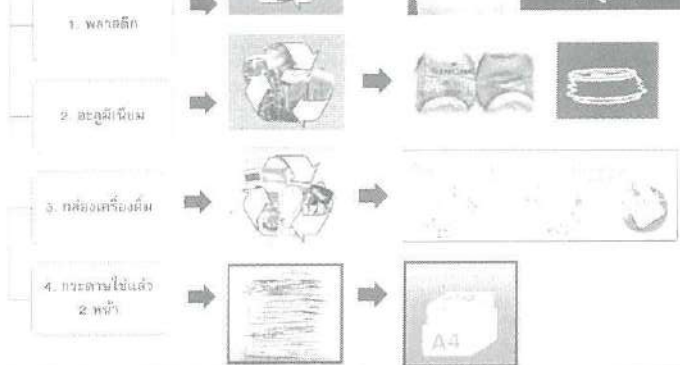 1. พลาสติก
2. อะลูมิเนียม
3. กล่องเครื่องดื่ม
4. กระดาษใช้แล้ว
2 หน้า
A4